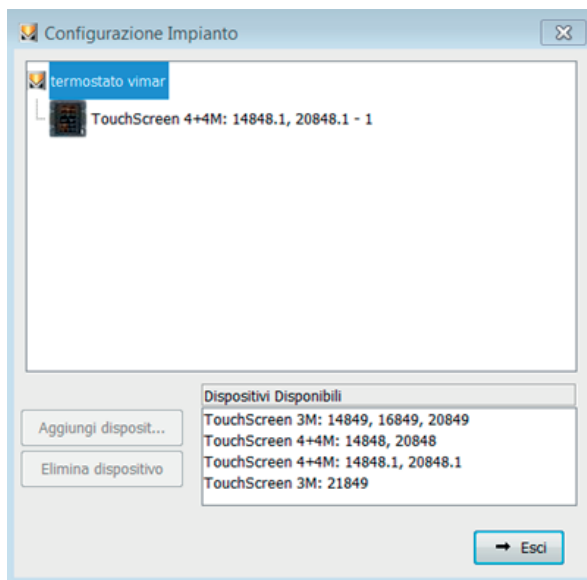 Configurazione Impianto
termostato vimar
TouchScreen 4+4M: 14848.1, 20848.1 - 1
Dispositivi Disponibili
Aggiungi disposit...
Elimina dispositivo
TouchScreen 3M: 14849, 16849, 20849
TouchScreen 4+4M: 14848, 20848
TouchScreen 4+4M: 14848.1, 20848.1
TouchScreen 3M: 21849
Esci